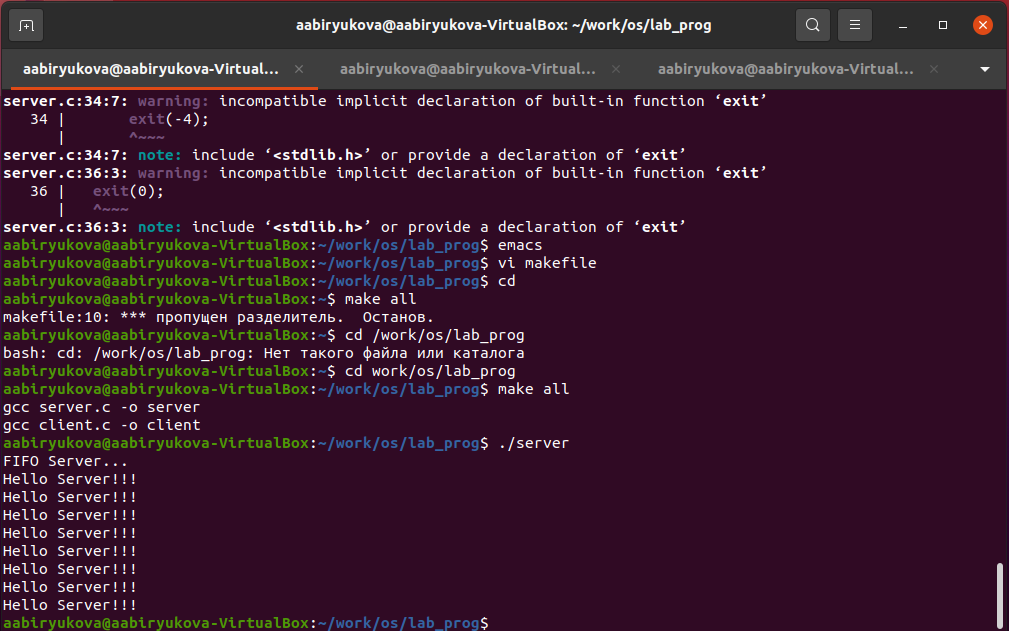 aabiryukova@aabiryukova-VirtualBox: ~/work/os/lab_prog
aabiryukova@aabiryukova-Virtual... × aabiryukova@aabiryukova-Virtual... × aabiryukova@aabiryukova-Virtual... ×
server.c:34:7: warning: incompatible implicit declaration of built-in function ‘exit’
   34 |       exit(-4);
      |       ^~~~
server.c:34:7: note: include ‘<stdlib.h>’ or provide a declaration of ‘exit’
server.c:36:3: warning: incompatible implicit declaration of built-in function ‘exit’
   36 |   exit(0);
      |   ^~~~
server.c:36:3: note: include ‘<stdlib.h>’ or provide a declaration of ‘exit’
aabiryukova@aabiryukova-VirtualBox:~/work/os/lab_prog$ emacs
aabiryukova@aabiryukova-VirtualBox:~/work/os/lab_prog$ vi makefile
aabiryukova@aabiryukova-VirtualBox:~/work/os/lab_prog$ cd
aabiryukova@aabiryukova-VirtualBox:~$ make all
makefile:10: *** пропущен разделитель.  Останов.
aabiryukova@aabiryukova-VirtualBox:~$ cd /work/os/lab_prog
bash: cd: /work/os/lab_prog: Нет такого файла или каталога
aabiryukova@aabiryukova-VirtualBox:~$ cd work/os/lab_prog
aabiryukova@aabiryukova-VirtualBox:~/work/os/lab_prog$ make all
gcc server.c -o server
gcc client.c -o client
aabiryukova@aabiryukova-VirtualBox:~/work/os/lab_prog$ ./server
FIFO Server...
Hello Server!!!
Hello Server!!!
Hello Server!!!
Hello Server!!!
Hello Server!!!
Hello Server!!!
Hello Server!!!
Hello Server!!!
aabiryukova@aabiryukova-VirtualBox:~/work/os/lab_prog$